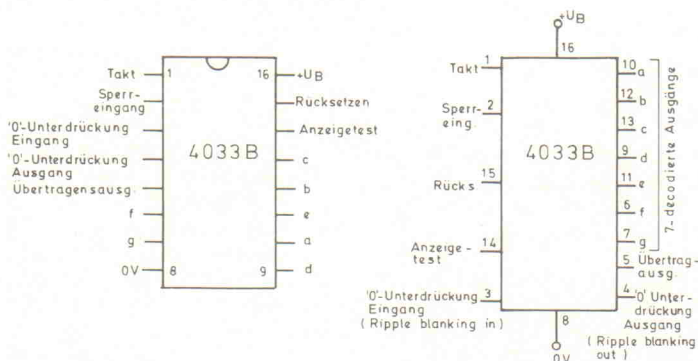 Takt
1
16
+UB
Sperr-
eingang
Rücksetzen
'0'-Unterdrückung
Eingang
Anzeigetest
4033B
'0'-Unterdrückung
Ausgang
c
Übertragensausg.
b
f
e
g
a
0V
8
9
d
+UB
16
Takt
1
10
a
Sperr-
eing.
2
12
b
13
c
4033B
9
d
Rücks.
15
11
e
6
f
7
g
7-decodierte Ausgänge
Anzeige-
test
14
5
Übertrag-
ausg.
'0'-Unterdrückung
Eingang
(Ripple blanking in)
3
4
'0' Unter-
drückung
Ausgang
(Ripple blanking
out)
8
0V